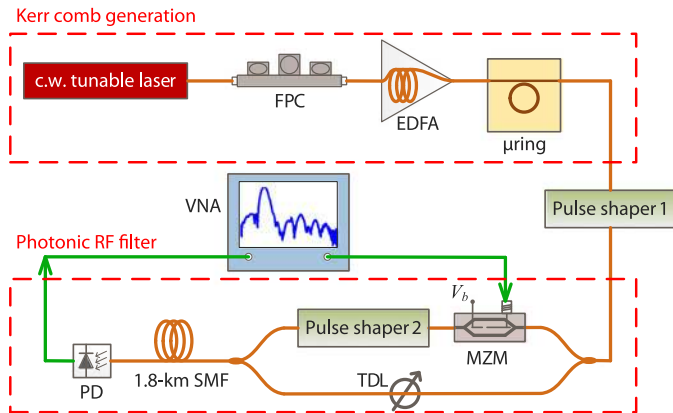 Kerr comb generation
c.w. tunable laser
FPC
EDFA
µring
VNA
Pulse shaper 1
Photonic RF filter
Vb
Pulse shaper 2
MZM
PD
1.8-km SMF
TDL